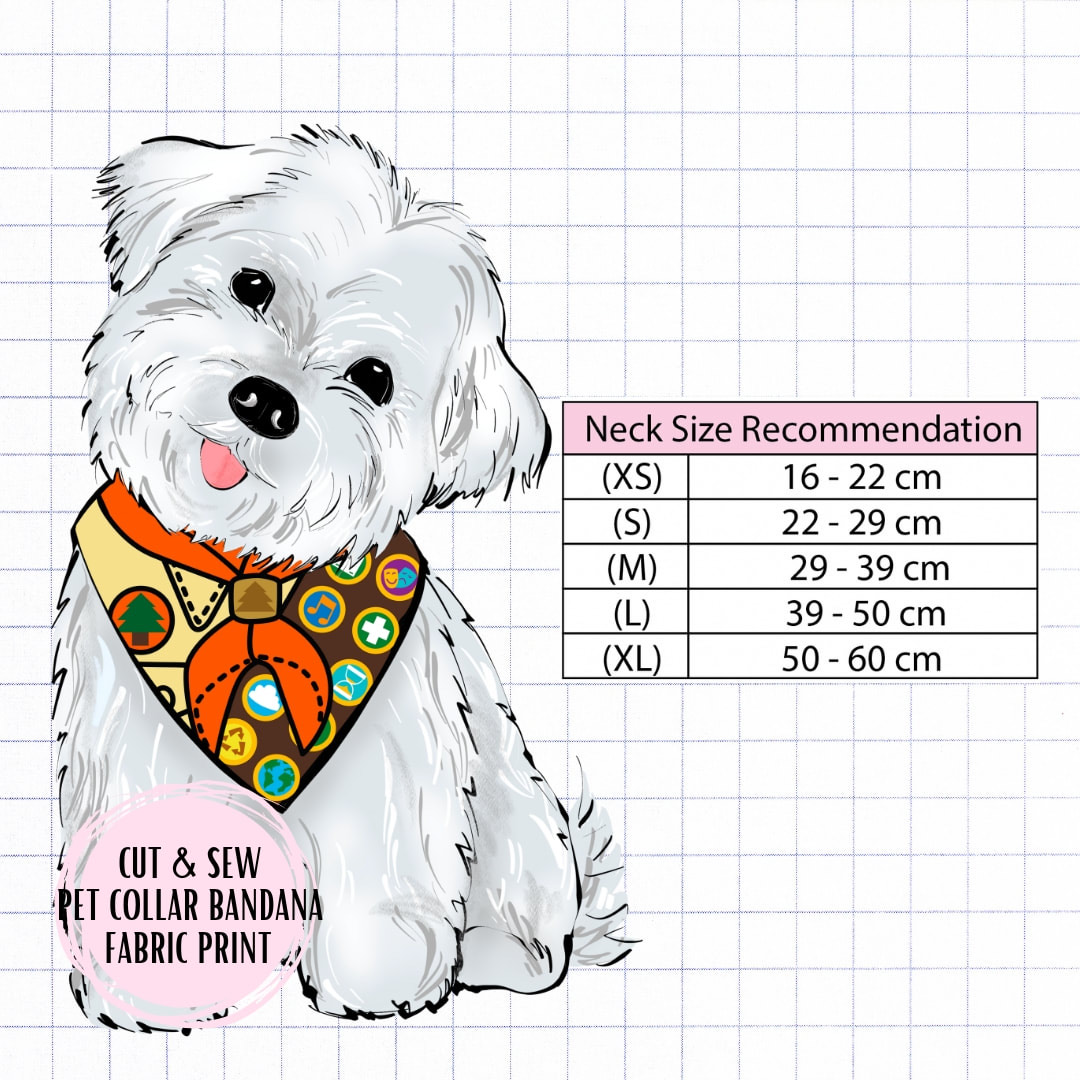 Neck Size Recommendation
(XS) 16 - 22 cm
(S) 22 - 29 cm
(M) 29 - 39 cm
(L) 39 - 50 cm
(XL) 50 - 60 cm
CUT & SEW
PET COLLAR BANDANA
FABRIC PRINT